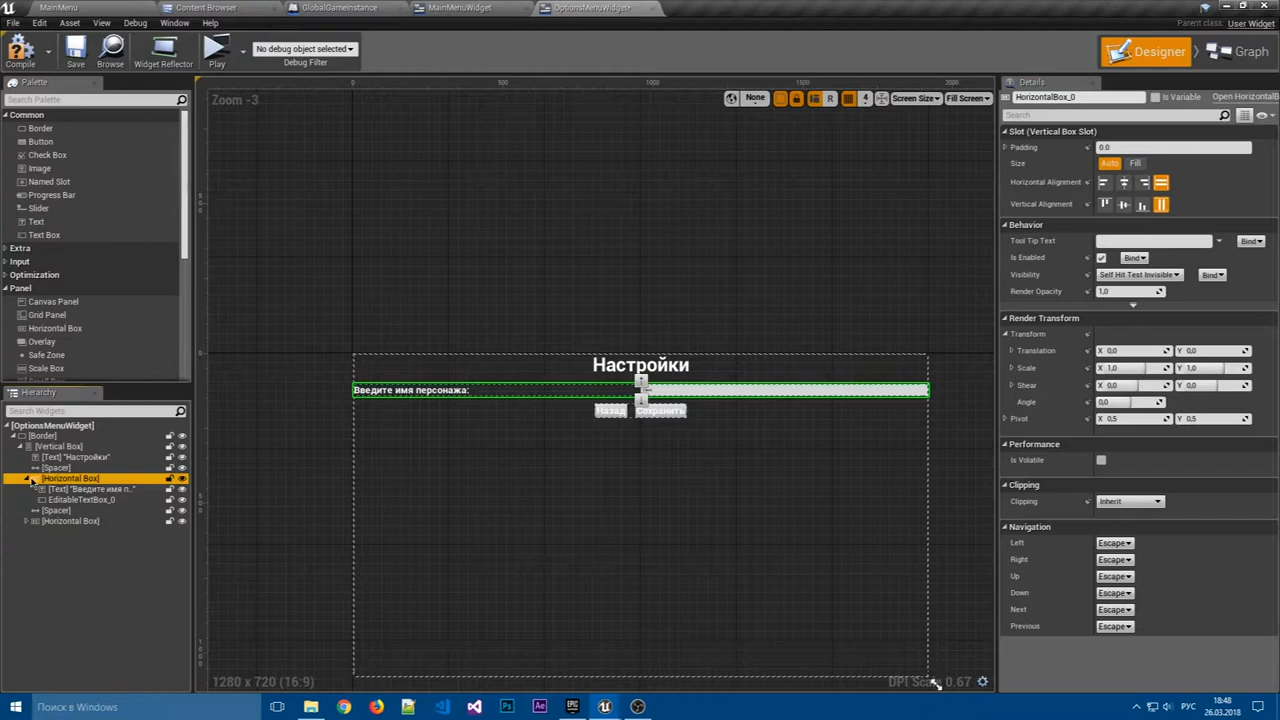 MainMenu
Content Browser
GlobalGameInstance
MainMenuWidget
OptionsMenuWidget*
File Edit Asset View Debug Window Help
Parent class: User Widget
Compile Save Browse Widget Reflector Play
No debug object selected
Debug Filter
Designer
Graph
Palette
Search Palette
Common
Border
Button
Check Box
Image
Named Slot
Progress Bar
Slider
Text
Text Box
Extra
Input
Optimization
Panel
Canvas Panel
Grid Panel
Horizontal Box
Overlay
Safe Zone
Scale Box
Hierarchy
Search Widgets
[OptionsMenuWidget]
[Border]
[Vertical Box]
[Text] "Настройки"
[Spacer]
[Horizontal Box]
[Text] "Введите имя п.."
EditableTextBox_0
[Spacer]
[Horizontal Box]
Zoom -3
0 500 1000 1500 2000
None R 4 Screen Size Fill Screen
Настройки
Введите имя персонажа:
Назад Сохранить
1280 x 720 (16:9)
DPI Scale 0.67
Details
HorizontalBox_0 Is Variable Open HorizontalB
Search
Slot (Vertical Box Slot)
Padding 0.0
Size Auto Fill
Horizontal Alignment
Vertical Alignment
Behavior
Tool Tip Text Bind
Is Enabled Bind
Visibility Self Hit Test Invisible Bind
Render Opacity 1,0
Render Transform
Transform
Translation X 0,0 Y 0,0
Scale X 1,0 Y 1,0
Shear X 0,0 Y 0,0
Angle 0,0
Pivot X 0,5 Y 0,5
Performance
Is Volatile
Clipping
Clipping Inherit
Navigation
Left Escape
Right Escape
Up Escape
Down Escape
Next Escape
Previous Escape
Поиск в Windows
Ps Ae EPIC
18:48
26.03.2018